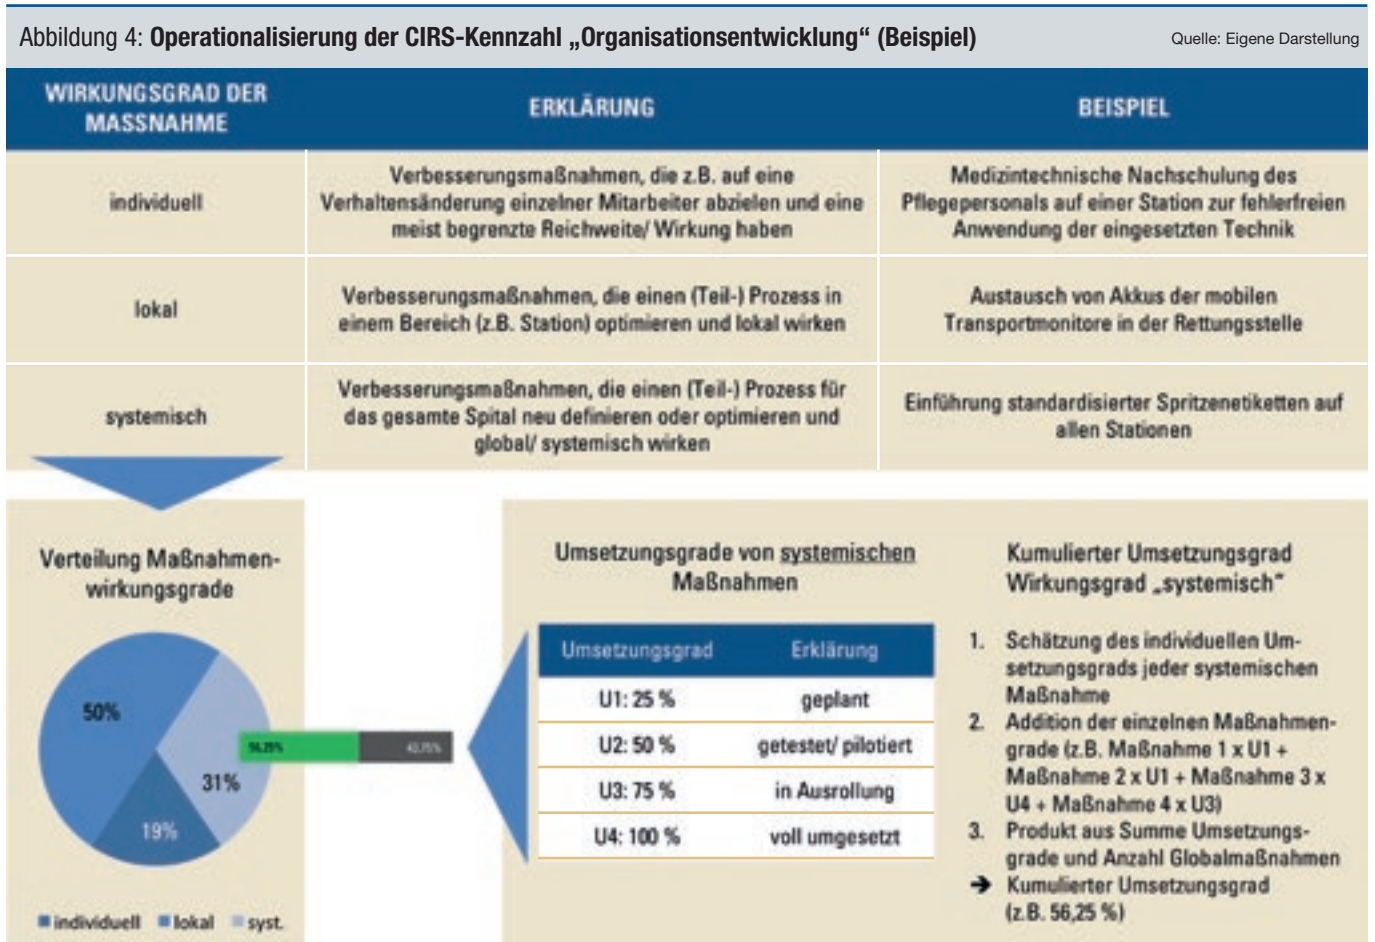 Abbildung 4: Operationalisierung der CIRS-Kennzahl „Organisationsentwicklung“ (Beispiel)
Quelle: Eigene Darstellung
WIRKUNGSGRAD DER
MASSNAHME
ERKLÄRUNG
BEISPIEL
individuell
Verbesserungsmaßnahmen, die z.B. auf eine
Verhaltensänderung einzelner Mitarbeiter abzielen und eine
meist begrenzte Reichweite/ Wirkung haben
Medizintechnische Nachschulung des
Pflegepersonals auf einer Station zur fehlerfreien
Anwendung der eingesetzten Technik
lokal
Verbesserungsmaßnahmen, die einen (Teil-) Prozess in
einem Bereich (z.B. Station) optimieren und lokal wirken
Austausch von Akkus der mobilen
Transportmonitore in der Rettungsstelle
systemisch
Verbesserungsmaßnahmen, die einen (Teil-) Prozess für
das gesamte Spital neu definieren oder optimieren und
global/ systemisch wirken
Einführung standardisierter Spritzenetiketten auf
allen Stationen
Verteilung Maßnahmen-
wirkungsgrade
50%
31%
19%
56,25%
43,75%
individuell
lokal
syst.
Umsetzungsgrade von systemischen
Maßnahmen
Umsetzungsgrad
Erklärung
U1: 25 %
geplant
U2: 50 %
getestet/ pilotiert
U3: 75 %
in Ausrollung
U4: 100 %
voll umgesetzt
Kumulierter Umsetzungsgrad
Wirkungsgrad „systemisch“
1. Schätzung des individuellen Um-
setzungsgrads jeder systemischen
Maßnahme
2. Addition der einzelnen Maßnahmen-
grade (z.B. Maßnahme 1 x U1 +
Maßnahme 2 x U1 + Maßnahme 3 x
U4 + Maßnahme 4 x U3)
3. Produkt aus Summe Umsetzungs-
grade und Anzahl Globalmaßnahmen
➔ Kumulierter Umsetzungsgrad
(z.B. 56,25 %)